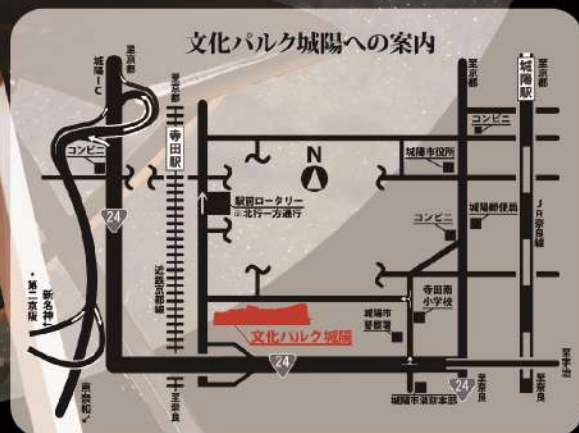 文化パルク城陽への案内
至京都
城陽IC
至京都
寺田駅
コンビニ
24
駅前ロータリー
※北行一方通行
近鉄京都線
至奈良
新名神↑
・第二京阪
京奈和↙
N
至京都
コンビニ
城陽市役所
コンビニ
城陽郵便局
城陽駅
至京都
JR奈良線
寺田南
小学校
城陽市
警察署
文化パルク城陽
24
城陽市消防本部
24
至奈良
至奈良
至宇治